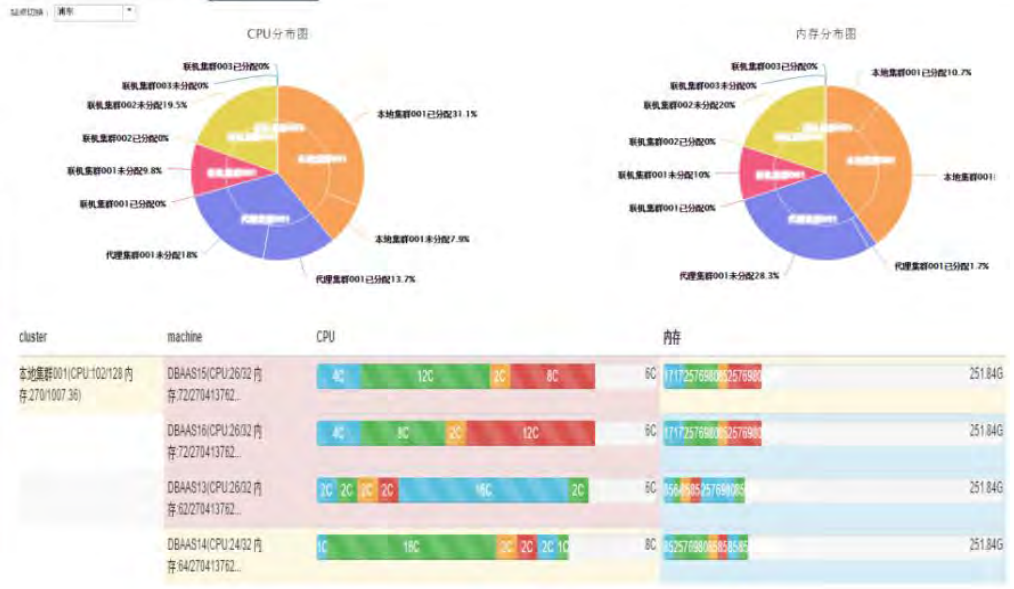 站点切换： 浦东
CPU分布图
联机集群003已分配0%
联机集群003未分配0%
联机集群002未分配19.5%
联机集群002已分配0%
联机集群001未分配9.8%
联机集群001已分配0%
代理集群001未分配18%
代理集群001已分配13.7%
本地集群001未分配7.9%
本地集群001已分配31.1%
内存分布图
联机集群003已分配0%
联机集群003未分配0%
联机集群002未分配20%
联机集群002已分配0%
联机集群001未分配10%
联机集群001已分配0%
代理集群001未分配28.3%
代理集群001已分配1.7%
本地集群001
本地集群001已分配10.7%
cluster machine CPU 内存
本地集群001(CPU:102/128 内
存:270/1007.36)
DBAAS15(CPU:26/32 内
存:72/270413762...
4C 12C 2C 8C 6C 251.84G
DBAAS16(CPU:26/32 内
存:72/270413762...
4C 8C 2C 12C 6C 251.84G
DBAAS13(CPU:26/32 内
存:62/270413762...
2C 2C 2C 2C 16C 2C 6C 251.84G
DBAAS14(CPU:24/32 内
存:64/270413762...
1C 16C 2C 2C 2C 1C 8C 251.84G